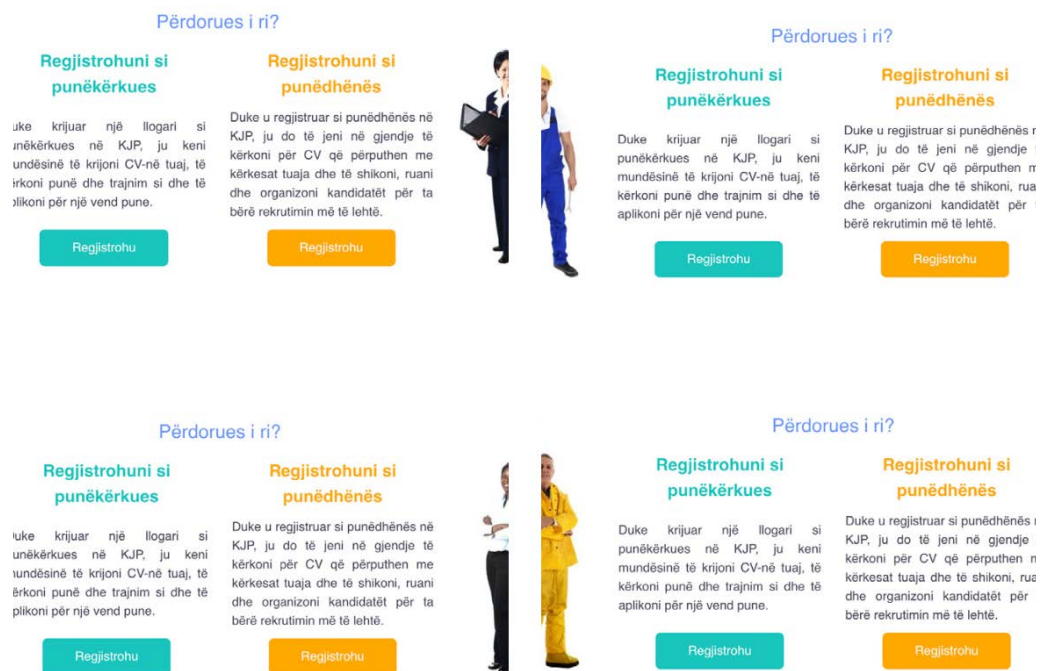 Përdorues i ri?
Regjistrohuni si
punëkërkues
uke krijuar një llogari si
unëkërkues në KJP, ju keni
undësinë të krijoni CV-në tuaj, të
ërkoni punë dhe trajnim si dhe të
plikoni për një vend pune.
Regjistrohu
Regjistrohuni si
punëdhënës
Duke u regjistruar si punëdhënës në
KJP, ju do të jeni në gjendje të
kërkoni për CV që përputhen me
kërkesat tuaja dhe të shikoni, ruani
dhe organizoni kandidatët për ta
bërë rekrutimin më të lehtë.
Regjistrohu
Përdorues i ri?
Regjistrohuni si
punëkërkues
Duke krijuar një llogari si
punëkërkues në KJP, ju keni
mundësinë të krijoni CV-në tuaj, të
kërkoni punë dhe trajnim si dhe të
aplikoni për një vend pune.
Regjistrohu
Regjistrohuni si
punëdhënës
Duke u regjistruar si punëdhënës
KJP, ju do të jeni në gjendje
kërkoni për CV që përputhen
kërkesat tuaja dhe të shikoni, rua
dhe organizoni kandidatët për
bërë rekrutimin më të lehtë.
Regjistrohu
Përdorues i ri?
Regjistrohuni si
punëkërkues
uke krijuar një llogari si
unëkërkues në KJP, ju keni
undësinë të krijoni CV-në tuaj, të
ërkoni punë dhe trajnim si dhe të
plikoni për një vend pune.
Regjistrohu
Regjistrohuni si
punëdhënës
Duke u regjistruar si punëdhënës në
KJP, ju do të jeni në gjendje të
kërkoni për CV që përputhen me
kërkesat tuaja dhe të shikoni, ruani
dhe organizoni kandidatët për ta
bërë rekrutimin më të lehtë.
Regjistrohu
Përdorues i ri?
Regjistrohuni si
punëkërkues
Duke krijuar një llogari si
punëkërkues në KJP, ju keni
mundësinë të krijoni CV-në tuaj, të
kërkoni punë dhe trajnim si dhe të
aplikoni për një vend pune.
Regjistrohu
Regjistrohuni si
punëdhënës
Duke u regjistruar si punëdhënës
KJP, ju do të jeni në gjendje
kërkoni për CV që përputhen
kërkesat tuaja dhe të shikoni, rua
dhe organizoni kandidatët për
bërë rekrutimin më të lehtë.
Regjistrohu